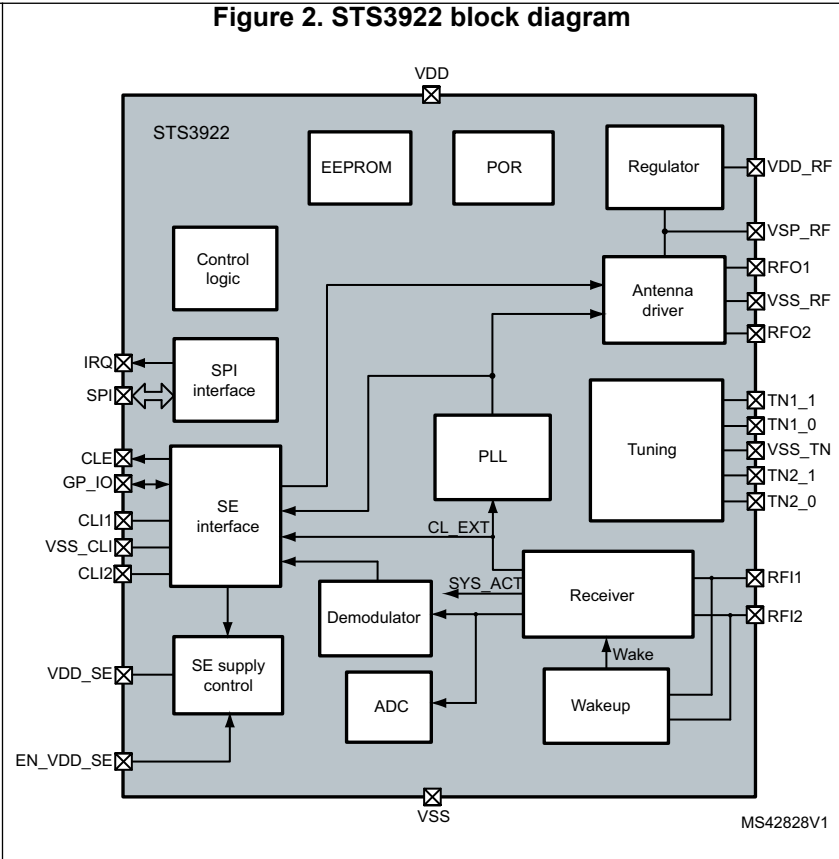 Figure 2. STS3922 block diagram
VDD
STS3922
EEPROM
POR
Regulator
VDD_RF
VSP_RF
Control
logic
Antenna
driver
RFO1
VSS_RF
RFO2
IRQ
SPI
SPI
interface
Tuning
TN1_1
TN1_0
VSS_TN
TN2_1
TN2_0
PLL
CLE
GP_IO
CLI1
VSS_CLI
CLI2
SE
interface
CL_EXT
SYS_ACT
Receiver
RFI1
RFI2
Demodulator
Wake
VDD_SE
SE supply
control
ADC
Wakeup
EN_VDD_SE
VSS
MS42828V1